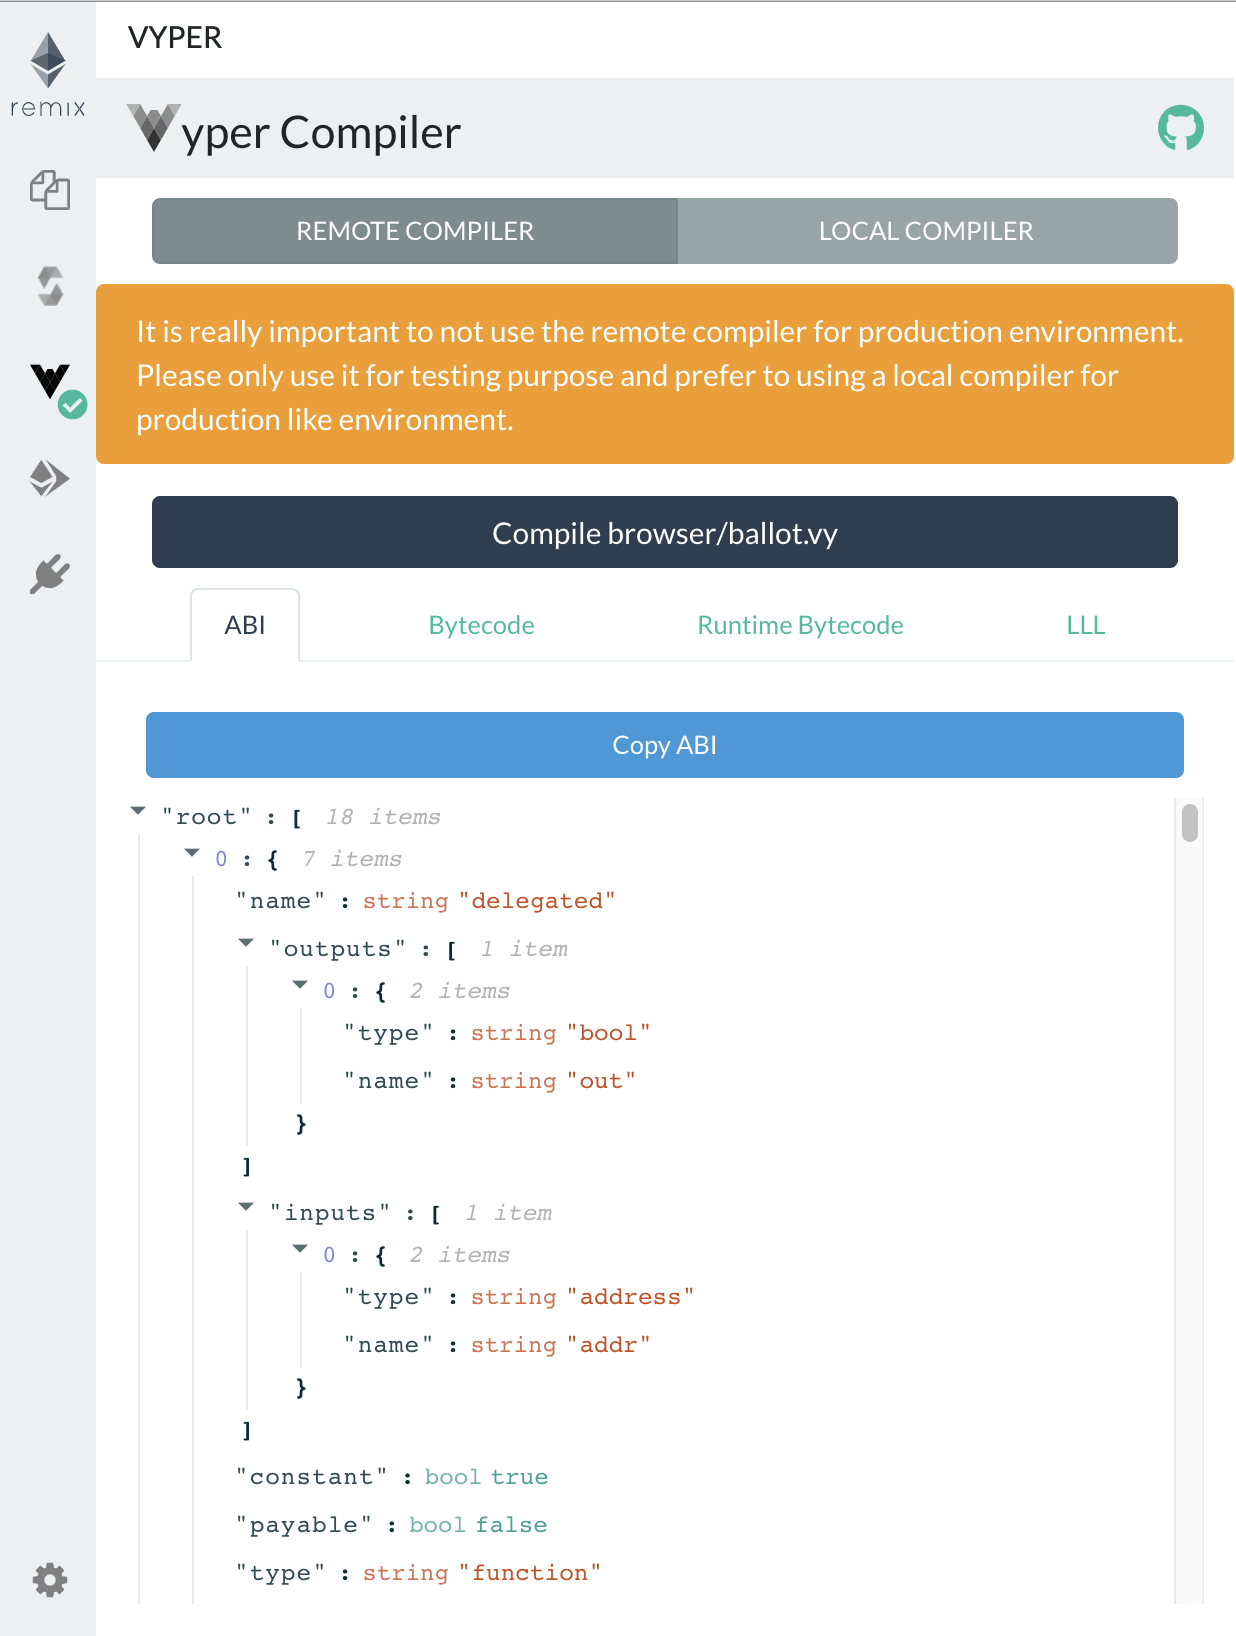 VYPER
remix
yper Compiler
REMOTE COMPILER
LOCAL COMPILER
It is really important to not use the remote compiler for production environment.
Please only use it for testing purpose and prefer to using a local compiler for
production like environment.
Compile browser/ballot.vy
ABI
Bytecode
Runtime Bytecode
LLL
Copy ABI
"root" : [ 18 items
0 : { 7 items
"name" : string "delegated"
"outputs" : [ 1 item
0 : { 2 items
"type" : string "bool"
"name" : string "out"
}
]
"inputs" : [ 1 item
0 : { 2 items
"type" : string "address"
"name" : string "addr"
}
]
"constant" : bool true
"payable" : bool false
"type" : string "function"